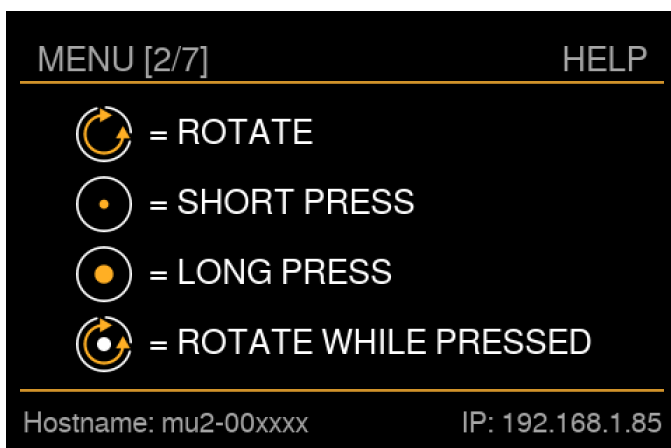 MENU [2/7] HELP
= ROTATE
= SHORT PRESS
= LONG PRESS
= ROTATE WHILE PRESSED
Hostname: mu2-00xxxx IP: 192.168.1.85